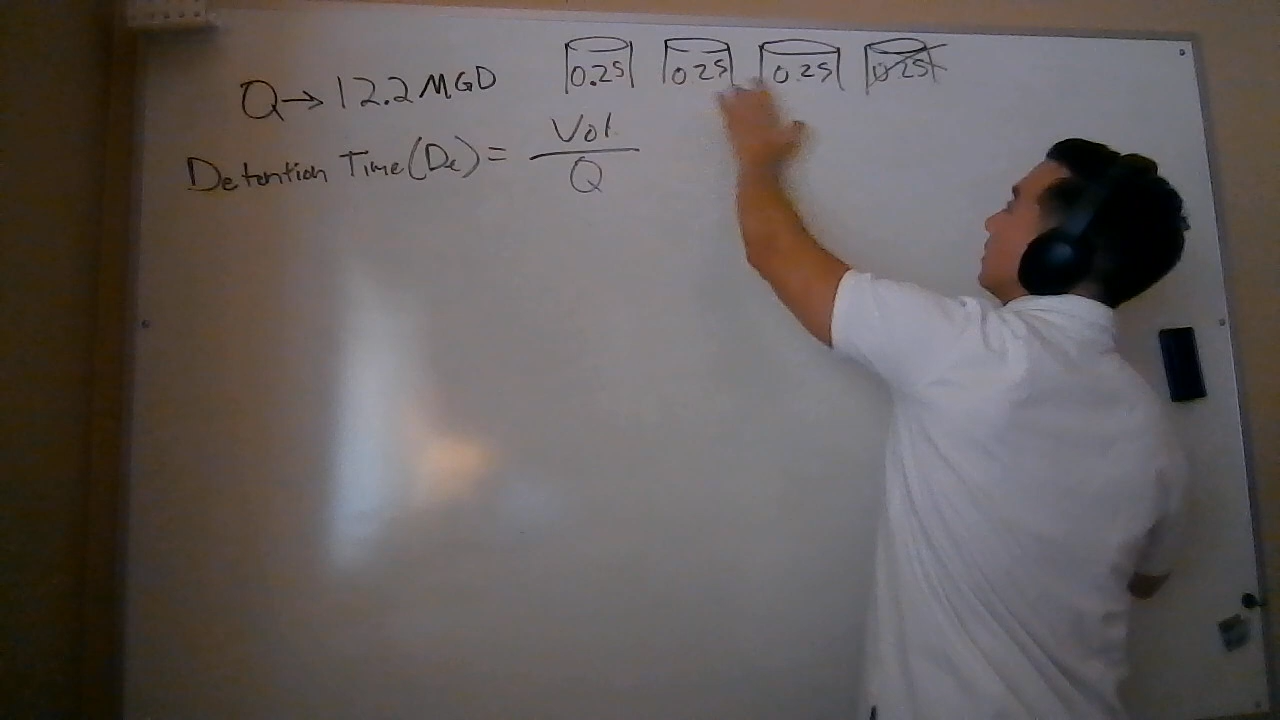 Q→12.2 MGD
0.25 0.25 0.25 0.25
Detention Time(Dt) = Vol.
Q